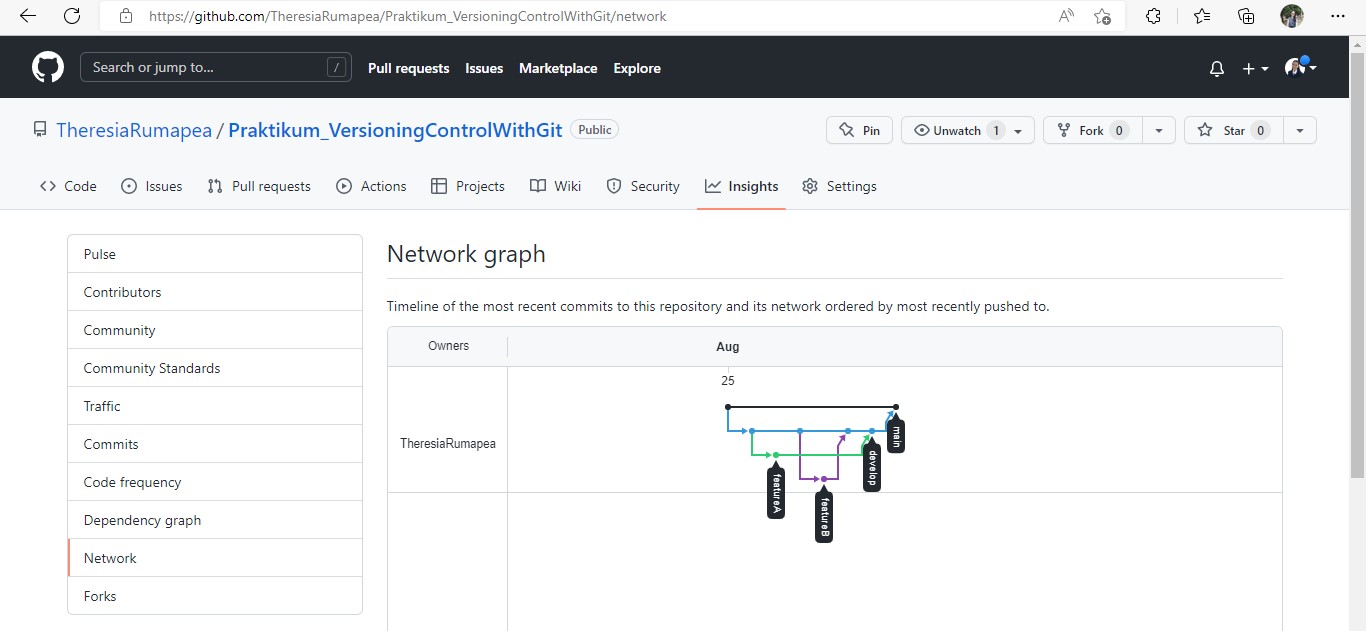 https://github.com/TheresiaRumapea/Praktikum_VersioningControlWithGit/network
Search or jump to... /
Pull requests Issues Marketplace Explore
TheresiaRumapea / Praktikum_VersioningControlWithGit Public
Pin Unwatch 1 Fork 0 Star 0
Code Issues Pull requests Actions Projects Wiki Security Insights Settings
Pulse
Contributors
Community
Community Standards
Traffic
Commits
Code frequency
Dependency graph
Network
Forks
Network graph
Timeline of the most recent commits to this repository and its network ordered by most recently pushed to.
Owners Aug
25
TheresiaRumapea
main
develop
featureA
featureB